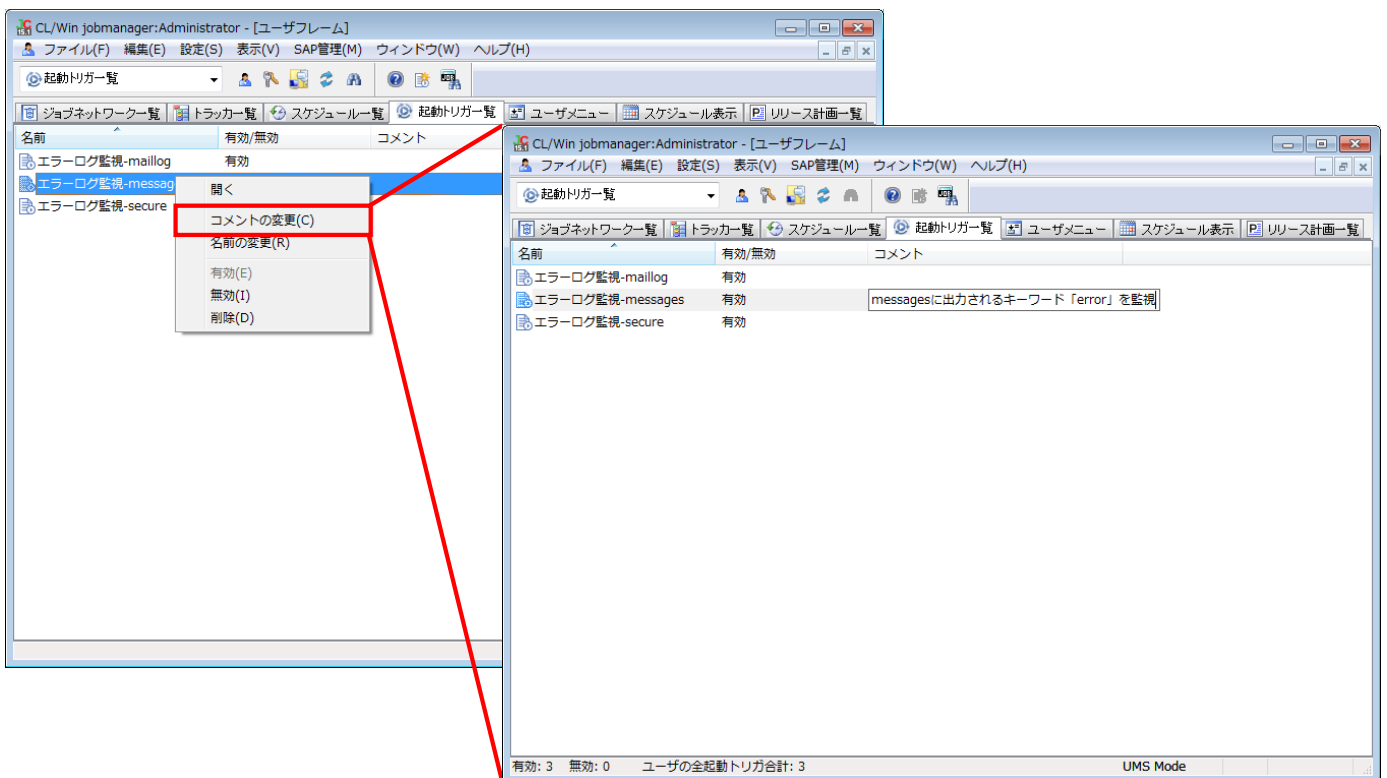 CL/Win jobmanager:Administrator - [ユーザフレーム]
ファイル(F) 編集(E) 設定(S) 表示(V) SAP管理(M) ウィンドウ(W) ヘルプ(H)
起動トリガ一覧
ジョブネットワーク一覧 トラッカ一覧 スケジュール一覧 起動トリガ一覧 ユーザメニュー スケジュール表示 リリース計画一覧
名前 有効/無効 コメント
エラーログ監視-maillog 有効
エラーログ監視-messag
エラーログ監視-secure
開く
コメントの変更(C)
名前の変更(R)
有効(E)
無効(I)
削除(D)
CL/Win jobmanager:Administrator - [ユーザフレーム]
ファイル(F) 編集(E) 設定(S) 表示(V) SAP管理(M) ウィンドウ(W) ヘルプ(H)
起動トリガ一覧
ジョブネットワーク一覧 トラッカ一覧 スケジュール一覧 起動トリガ一覧 ユーザメニュー スケジュール表示 リリース計画一覧
名前 有効/無効 コメント
エラーログ監視-maillog 有効
エラーログ監視-messages 有効 messagesに出力されるキーワード「error」を監視
エラーログ監視-secure 有効
有効: 3 無効: 0 ユーザの全起動トリガ合計: 3 UMS Mode